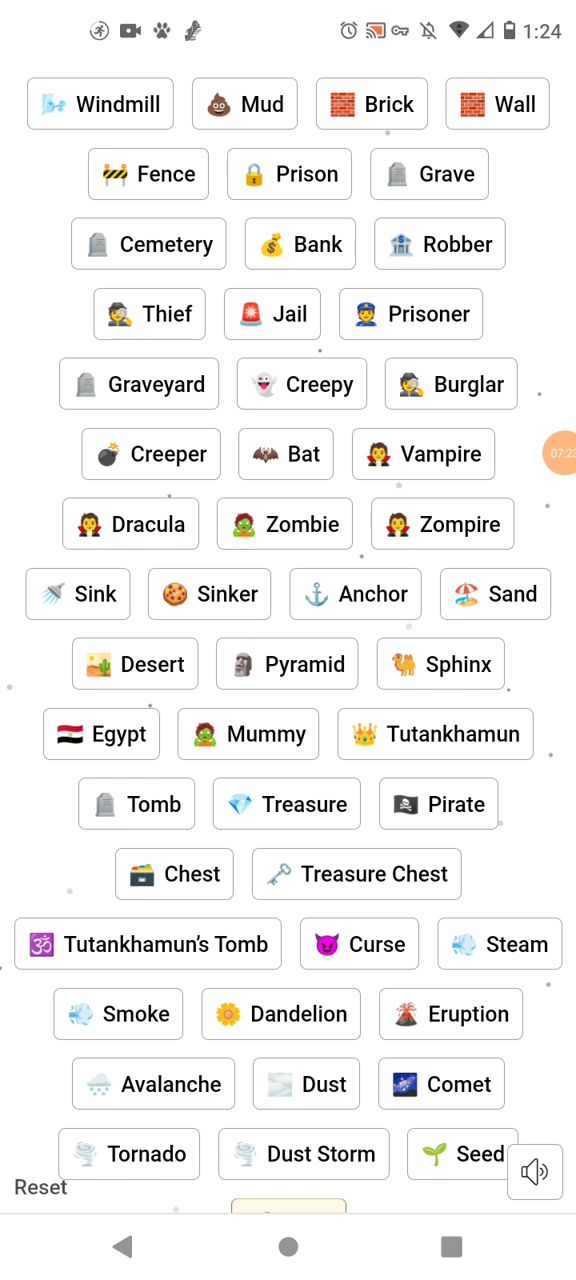 1:24
Windmill Mud Brick Wall
Fence Prison Grave
Cemetery Bank Robber
Thief Jail Prisoner
Graveyard Creepy Burglar
Creeper Bat Vampire
07:23
Dracula Zombie Zompire
Sink Sinker Anchor Sand
Desert Pyramid Sphinx
Egypt Mummy Tutankhamun
Tomb Treasure Pirate
Chest Treasure Chest
Tutankhamun's Tomb Curse Steam
Smoke Dandelion Eruption
Avalanche Dust Comet
Tornado Dust Storm Seed
Reset